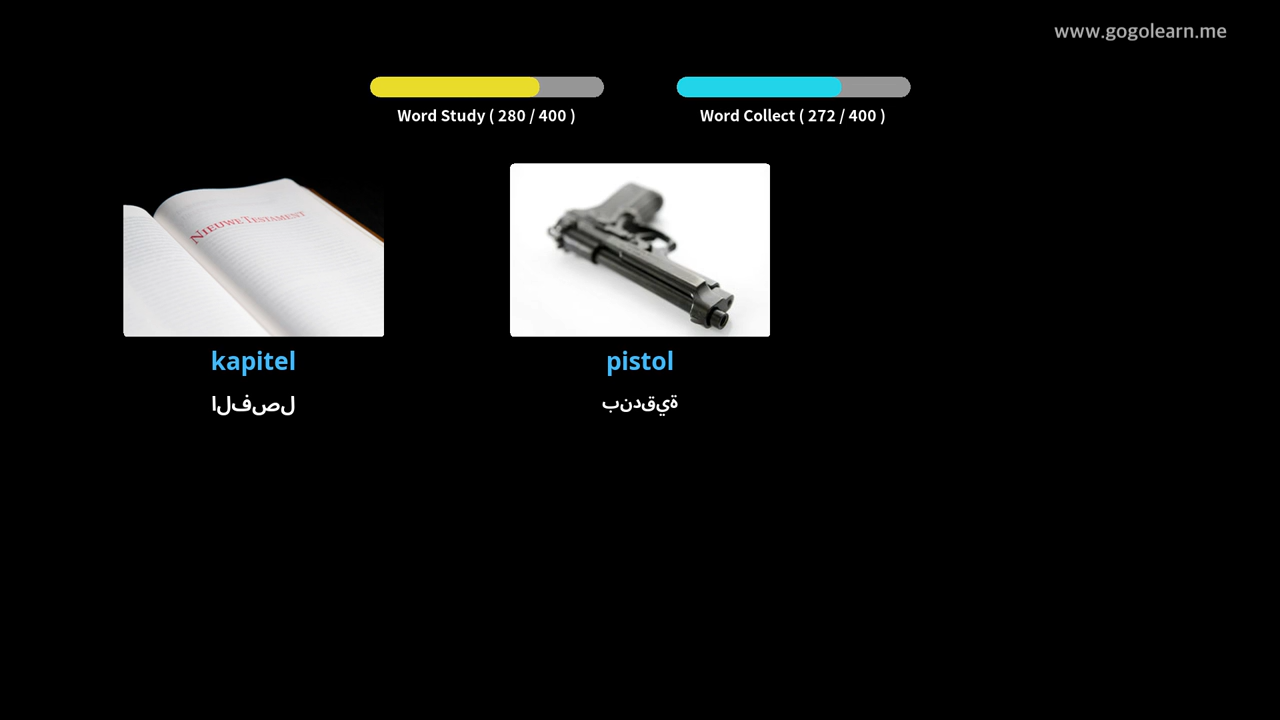 www.gogolearn.me
Word Study ( 280 / 400 )
Word Collect ( 272 / 400 )
NIEUWE TESTAMENT
kapitel
الفصل
pistol
بندقية